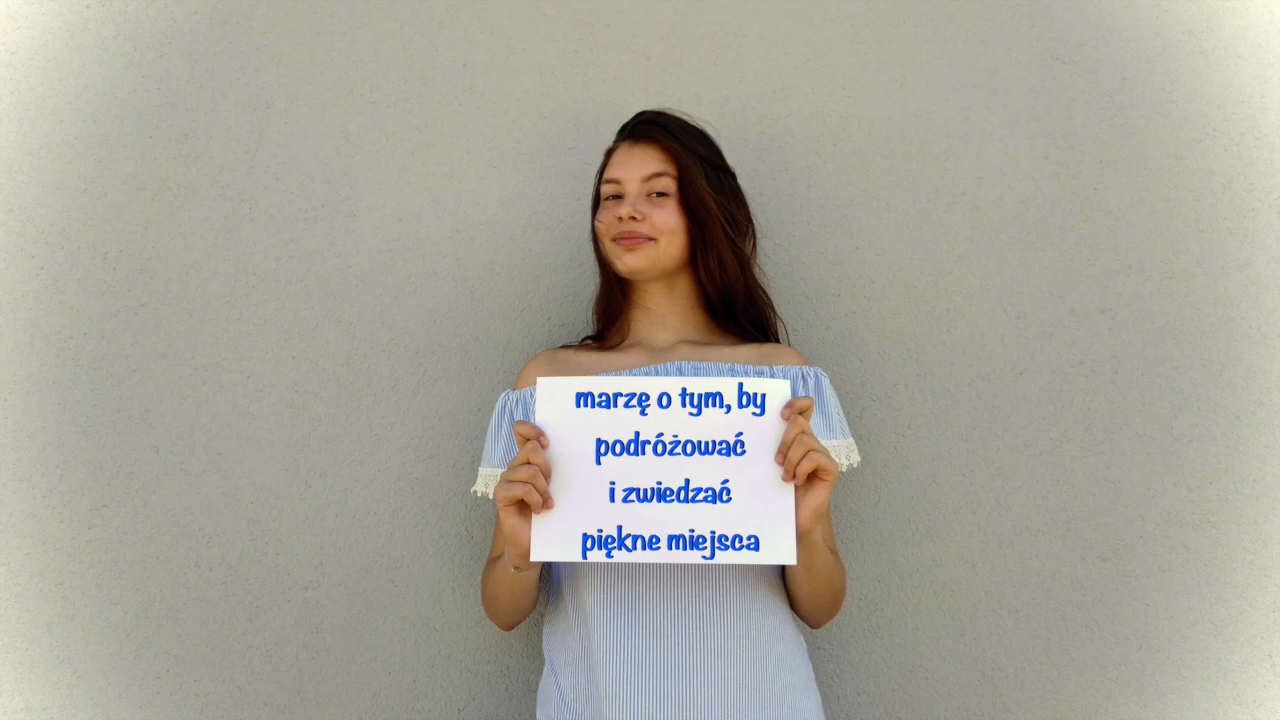 marzę o tym, by
podróżować
i zwiedzać
piękne miejsca